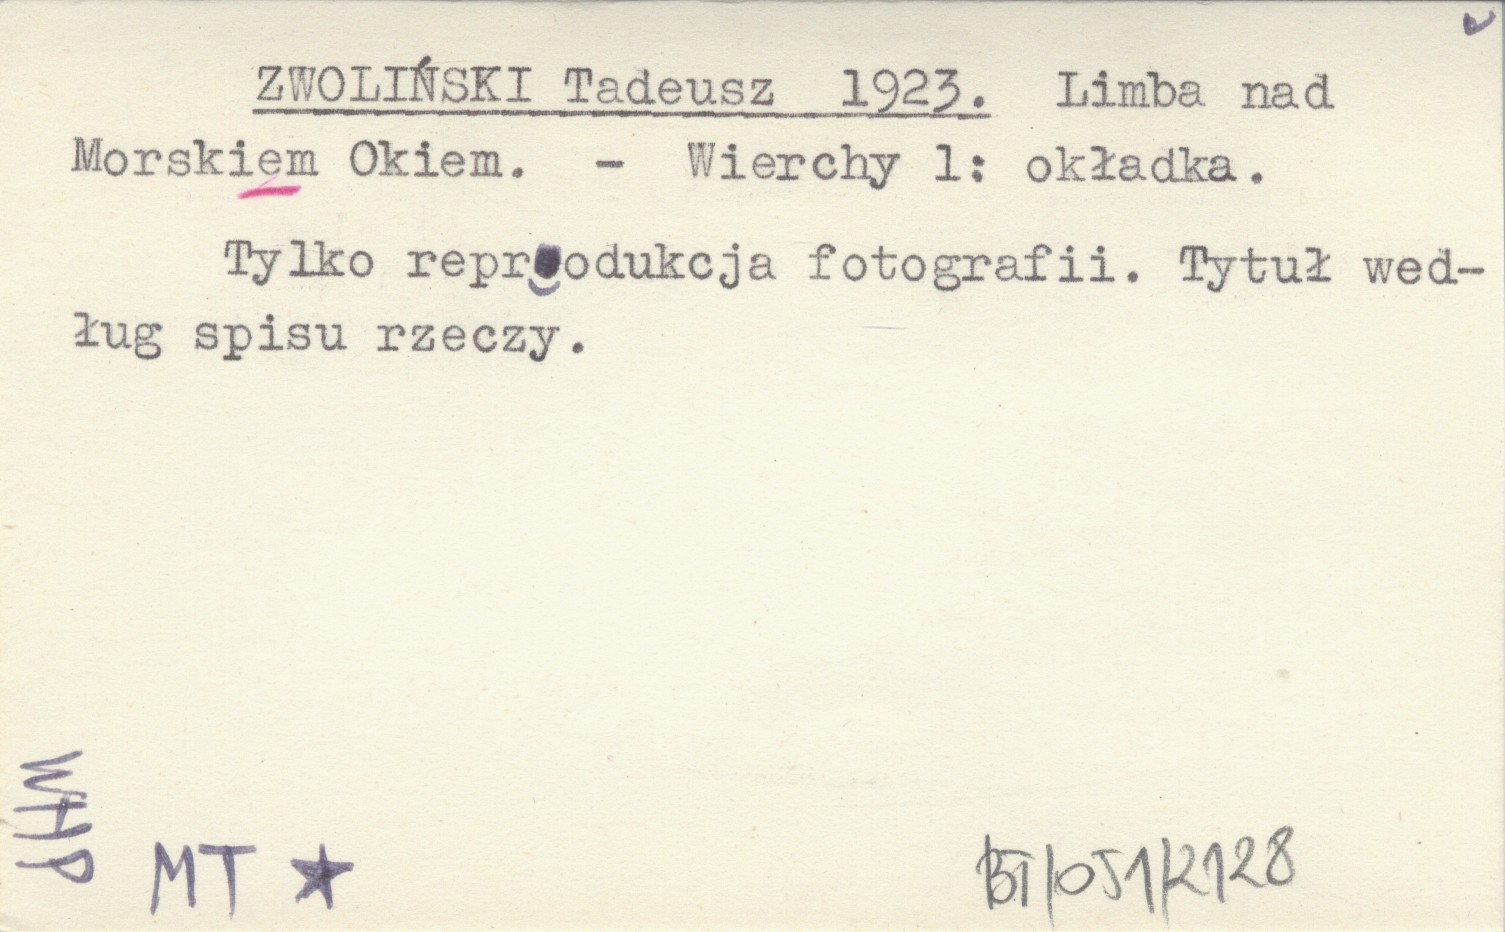 ZWOLIŃSKI Tadeusz 1923. Limba nad
Morskiem Okiem. - Wierchy 1: okładka.
Tylko reprodukcja fotografii. Tytuł wed-
ług spisu rzeczy.
WHP
MT ★
BT/051/2128